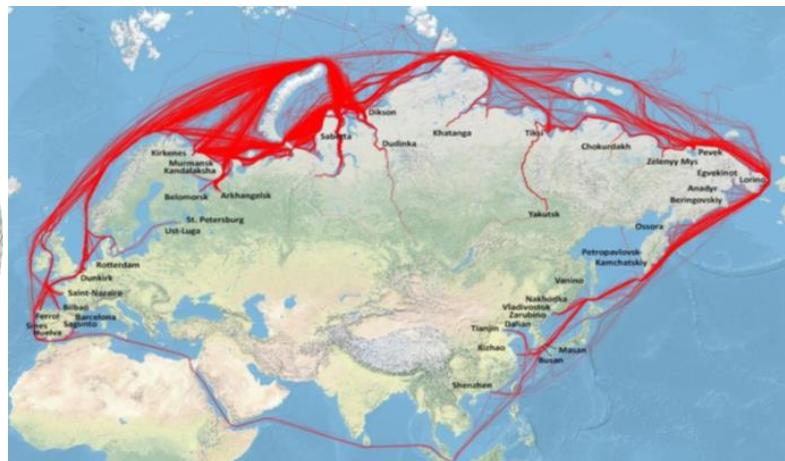 Dikson
Sabetta
Khatanga
Tiksi
Dudinka
Kirkenes
Murmansk
Kandalaksha
Chokurdakh
Pevek
Zelenyy Mys
Egvekinot
Lorino
Anadyr
Beringovskiy
Belomorsk
Arkhangelsk
Yakutsk
St. Petersburg
Ust-Luga
Ossora
Rotterdam
Dunkirk
Petropavlovsk-
Kamchatskiy
Saint-Nazaire
Vanino
Bilbao
Nakhodka
Ferrol
Barcelona
Vladivostok
Zarubino
Sines
Sagunto
Huelva
Tianjin
Dalian
Rizhao
Masan
Busan
Shenzhen